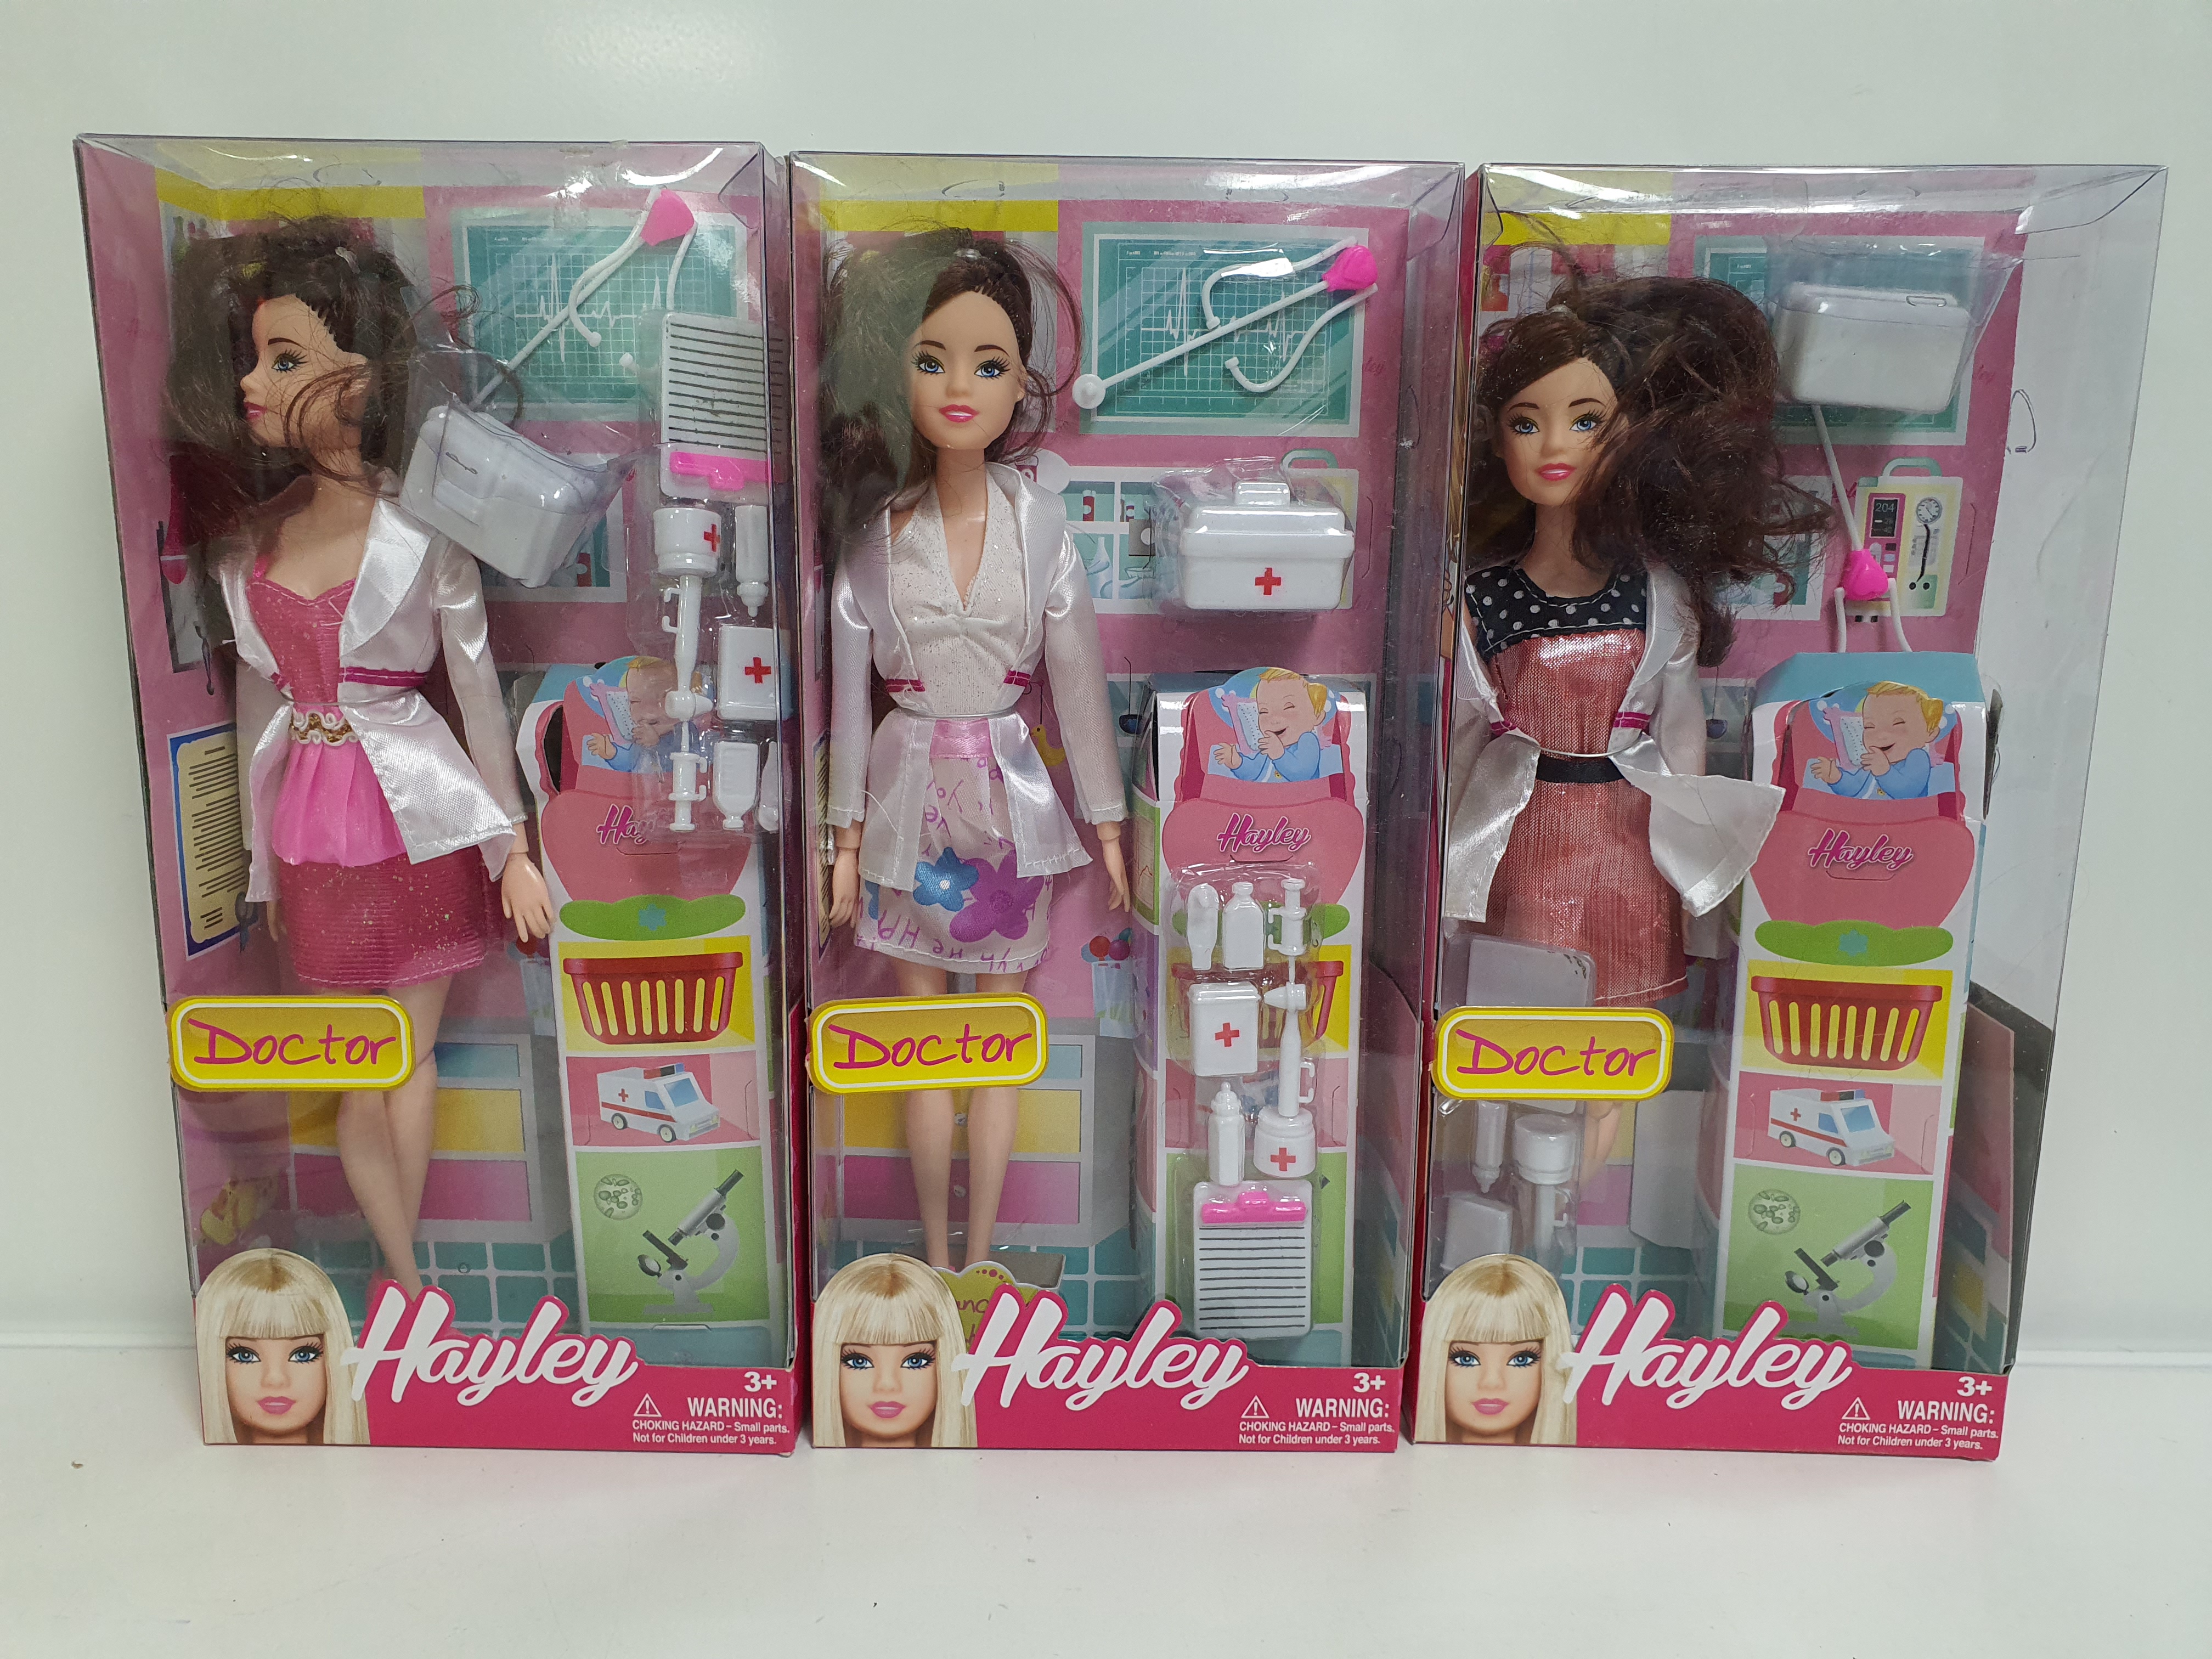 Hayley
Doctor
Hayley
3+
WARNING:
CHOKING HAZARD – Small parts.
Not for Children under 3 years.
Hayley
Doctor
Hayley
3+
WARNING:
CHOKING HAZARD – Small parts.
Not for Children under 3 years.
204
Hayley
Doctor
Hayley
3+
WARNING:
CHOKING HAZARD – Small parts.
Not for Children under 3 years.